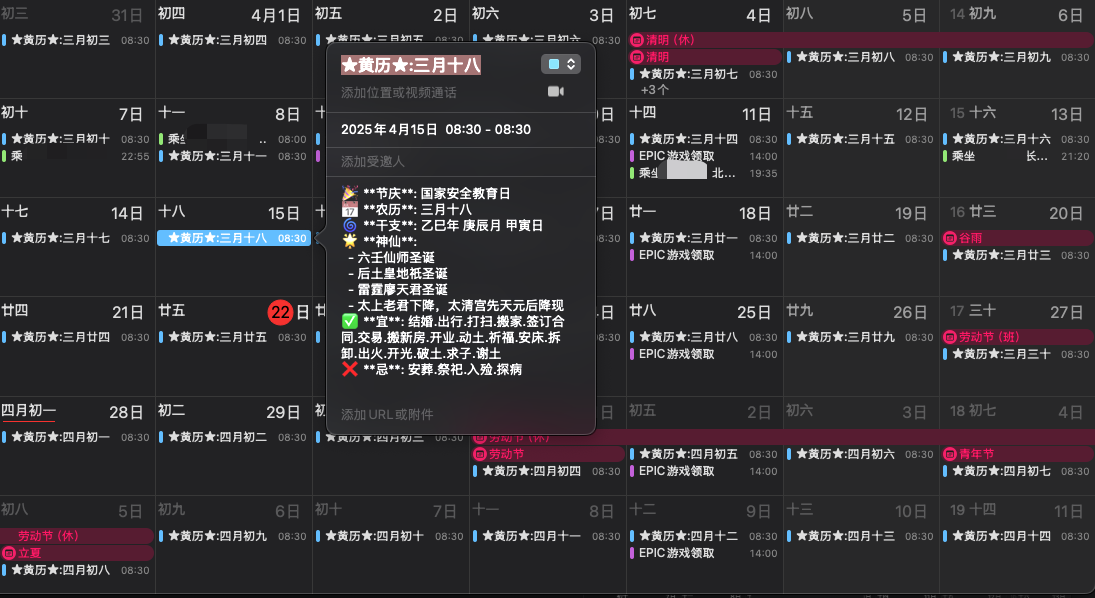 初三 31日
初四 4月1日
初五 2日
初六 3日
初七 4日
初八 5日
14 初九 6日
★黄历★:三月初三 08:30
★黄历★:三月初四 08:30
★黄历★:三月初五 08:30
★黄历★:三月初六 08:30
清明 (休)
清明
★黄历★:三月初七 08:30
+3个
★黄历★:三月初八 08:30
★黄历★:三月初九 08:30
初十 7日
十一 8日
十四 11日
十五 12日
15 十六 13日
★黄历★:三月初十 08:30
乘 22:55
乘坐 .. 08:00
★黄历★:三月十一 08:30
★黄历★:三月十四 08:30
EPIC游戏领取 14:00
乘坐 北... 19:35
★黄历★:三月十五 08:30
★黄历★:三月十六 08:30
乘坐 长... 21:20
十七 14日
十八 15日
廿一 18日
廿二 19日
16 廿三 20日
★黄历★:三月十七 08:30
★黄历★:三月十八 08:30
★黄历★:三月廿一 08:30
EPIC游戏领取 14:00
★黄历★:三月廿二 08:30
谷雨
★黄历★:三月廿三 08:30
廿四 21日
廿五 22日
廿八 25日
廿九 26日
17 三十 27日
★黄历★:三月廿四 08:30
★黄历★:三月廿五 08:30
★黄历★:三月廿八 08:30
EPIC游戏领取 14:00
★黄历★:三月廿九 08:30
劳动节 (班)
★黄历★:三月三十 08:30
四月初一 28日
初二 29日
初五 2日
初六 3日
18 初七 4日
★黄历★:四月初一 08:30
★黄历★:四月初二 08:30
★黄历★:四月初三 08:30
劳动节 (休)
劳动节
★黄历★:四月初四 08:30
★黄历★:四月初五 08:30
EPIC游戏领取 14:00
★黄历★:四月初六 08:30
青年节
★黄历★:四月初七 08:30
初八 5日
初九 6日
初十 7日
十一 8日
十二 9日
十三 10日
19 十四 11日
劳动节 (休)
立夏
★黄历★:四月初八 08:30
★黄历★:四月初九 08:30
★黄历★:四月初十 08:30
★黄历★:四月十一 08:30
★黄历★:四月十二 08:30
EPIC游戏领取 14:00
★黄历★:四月十三 08:30
★黄历★:四月十四 08:30
★黄历★:三月十八
添加位置或视频通话
2025年4月15日 08:30 - 08:30
添加受邀人
🎉 **节庆**: 国家安全教育日
📅 **农历**: 三月十八
🌀 **干支**: 乙巳年 庚辰月 甲寅日
🌟 **神仙**:
- 六壬仙师圣诞
- 后土皇地祇圣诞
- 雷霆廖天君圣诞
- 太上老君下降，太清宫先天元后降现
✅ **宜**: 结婚.出行.打扫.搬家.签订合
同.交易.搬新房.开业.动土.祈福.安床.拆
卸.出火.开光.破土.求子.谢土
❌ **忌**: 安葬.祭祀.入殓.探病
添加URL或附件